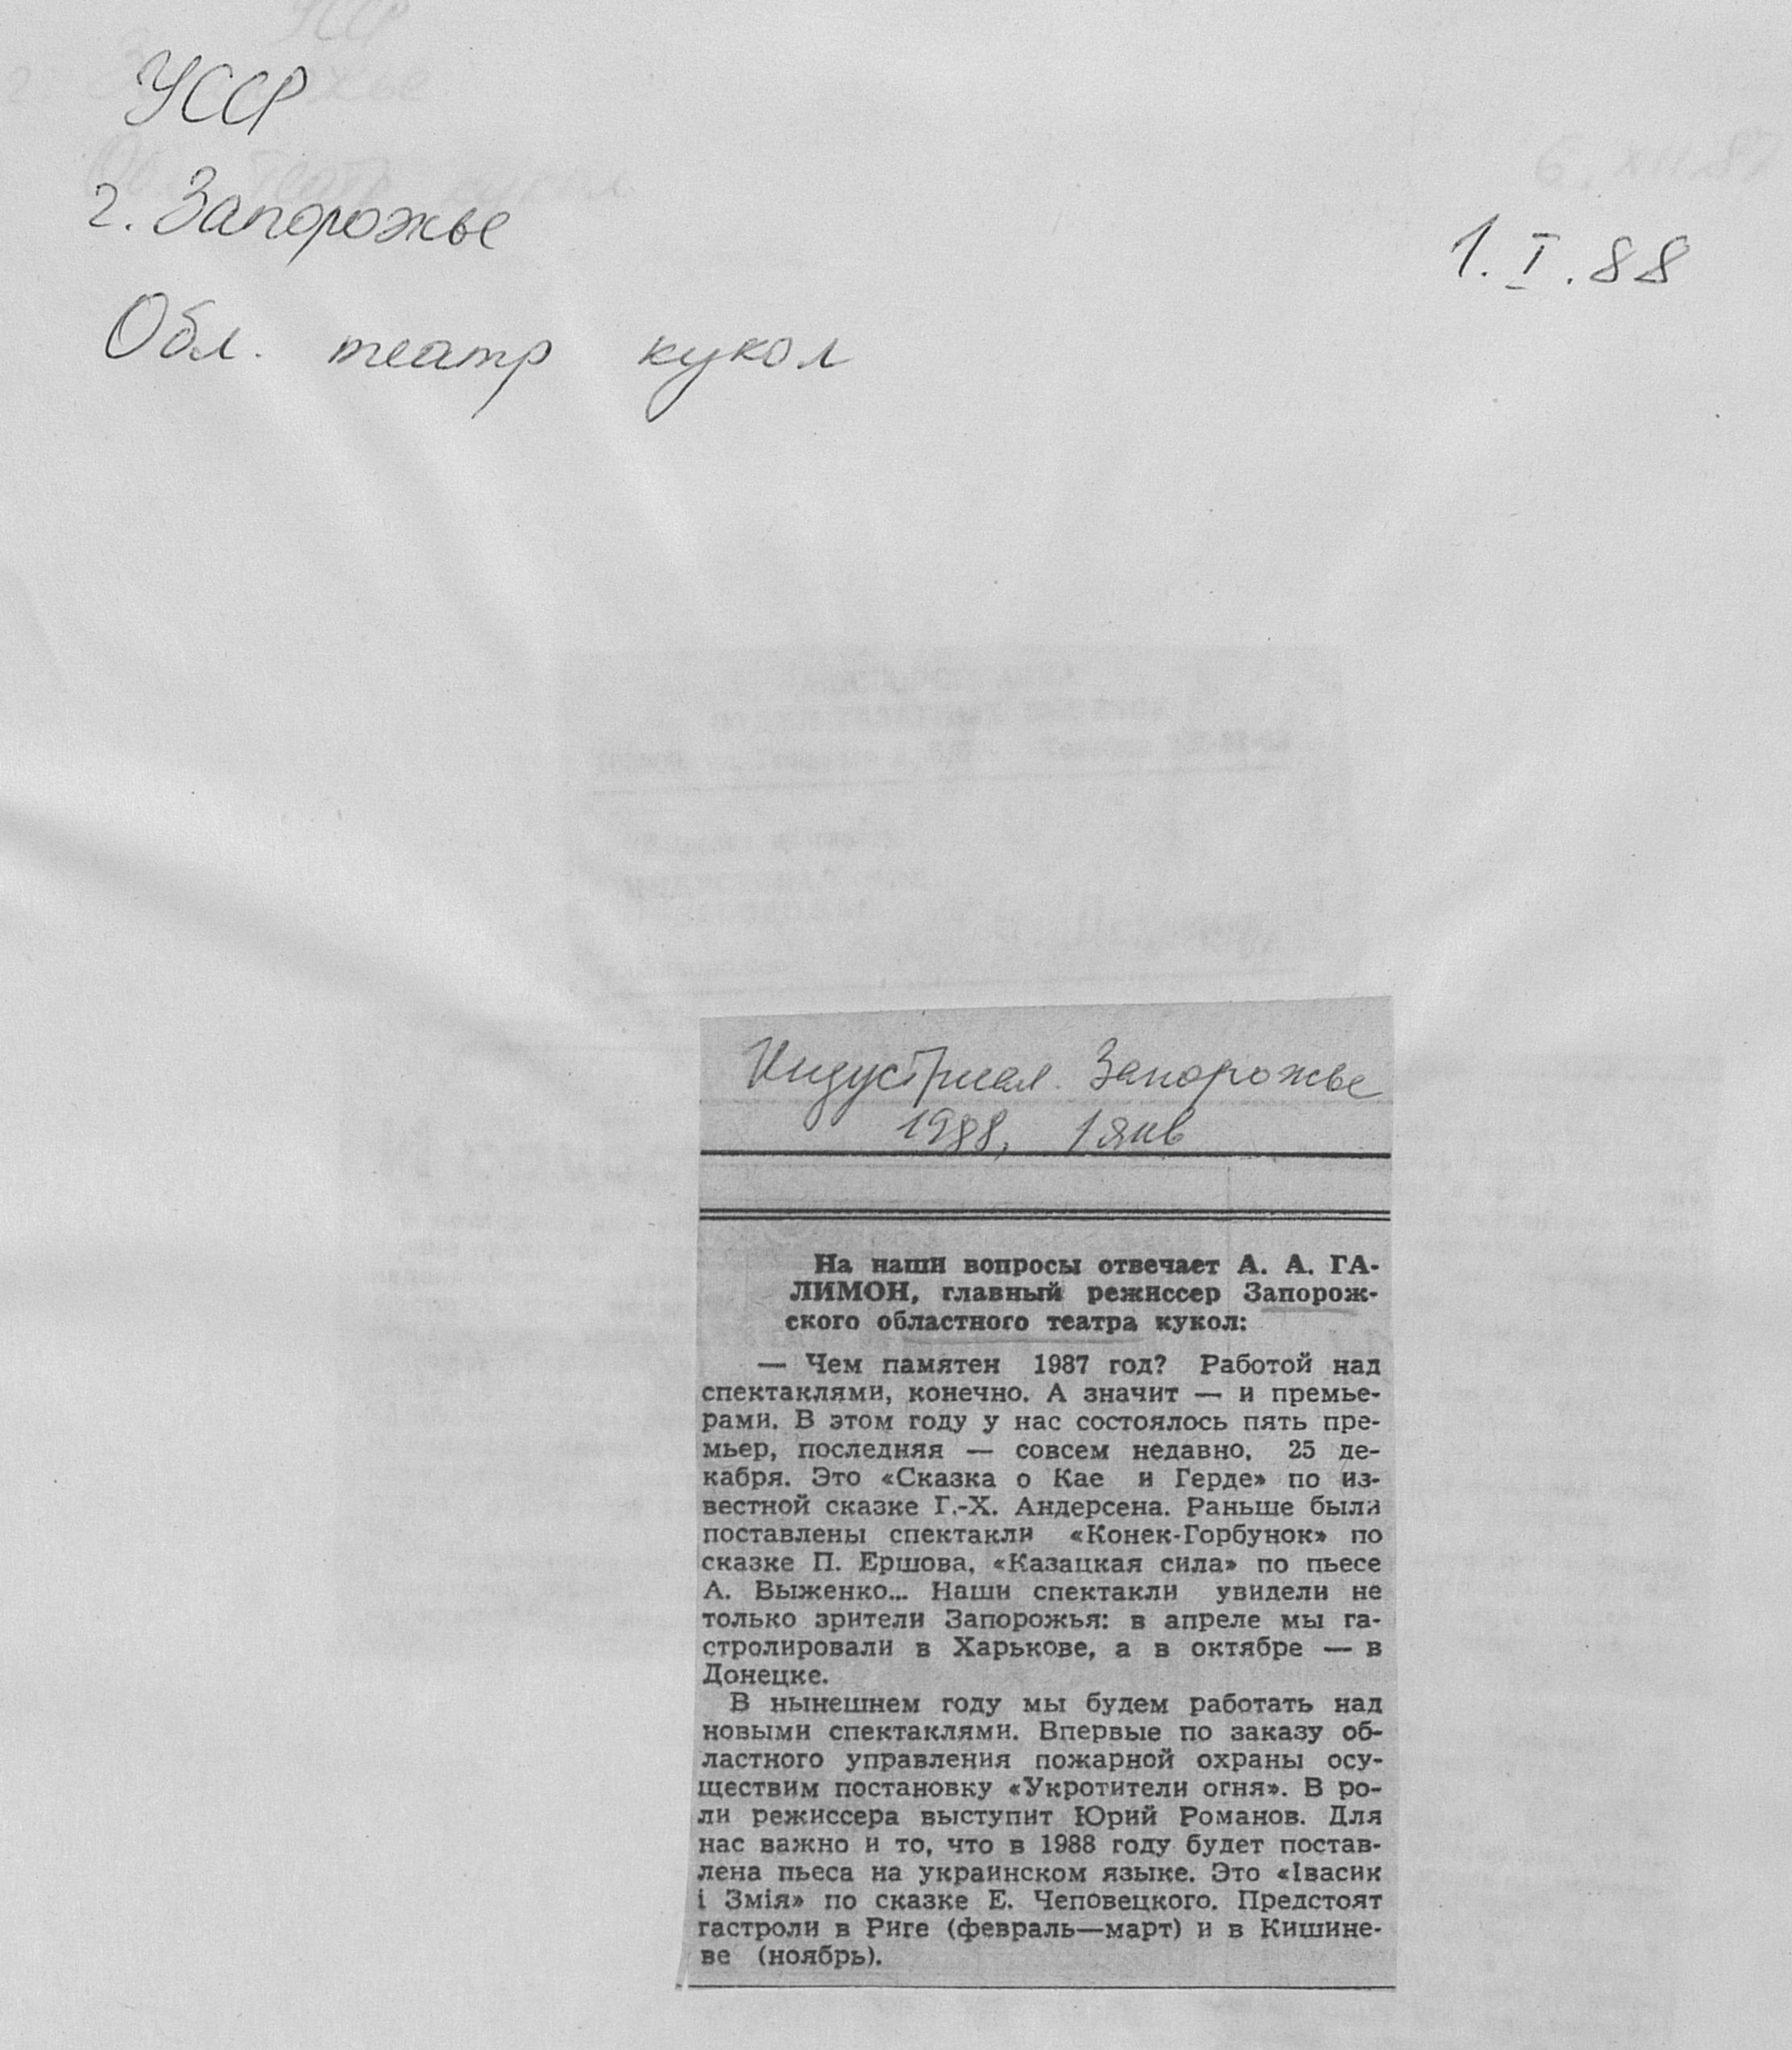 УССР
г. Запорожье
1.I.88
Обл. театр кукол
Индустриал. Запорожье
1988, 1 янв
На наши вопросы отвечает А. А. ГА-
ЛИМОН, главный режиссер Запорож-
ского областного театра кукол:
— Чем памятен 1987 год? Работой над
спектаклями, конечно. А значит — и премье-
рами. В этом году у нас состоялось пять пре-
мьер, последняя — совсем недавно, 25 де-
кабря. Это «Сказка о Кае и Герде» по из-
вестной сказке Г.-Х. Андерсена. Раньше были
поставлены спектакли «Конек-Горбунок» по
сказке П. Ершова, «Казацкая сила» по пьесе
А. Выженко... Наши спектакли увидели не
только зрители Запорожья: в апреле мы га-
стролировали в Харькове, а в октябре — в
Донецке.
В нынешнем году мы будем работать над
новыми спектаклями. Впервые по заказу об-
ластного управления пожарной охраны осу-
ществим постановку «Укротители огня». В ро-
ли режиссера выступит Юрий Романов. Для
нас важно и то, что в 1988 году будет постав-
лена пьеса на украинском языке. Это «Івасик
і Змія» по сказке Е. Чеповецкого. Предстоят
гастроли в Риге (февраль—март) и в Кишине-
ве (ноябрь).